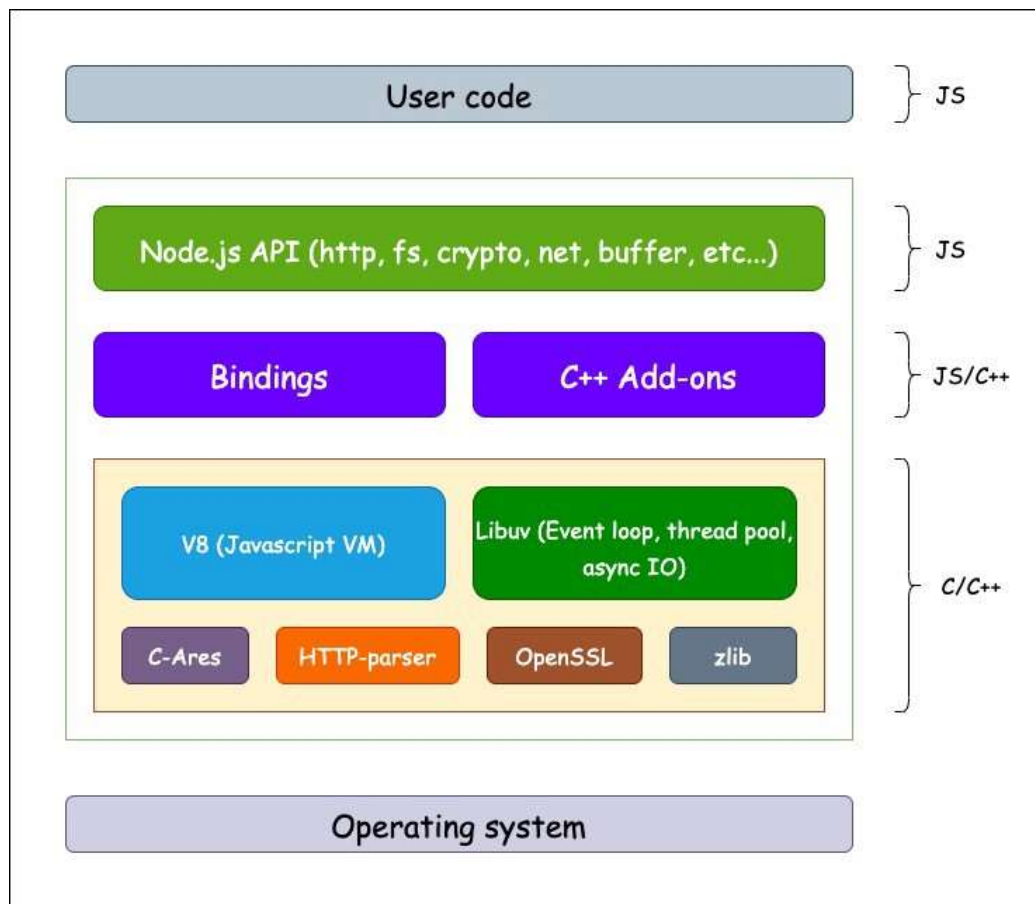 User code
JS
Node.js API (http, fs, crypto, net, buffer, etc...)
JS
Bindings
C++ Add-ons
JS/C++
V8 (Javascript VM)
Libuv (Event loop, thread pool,
async IO)
C/C++
C-Ares
HTTP-parser
OpenSSL
zlib
Operating system